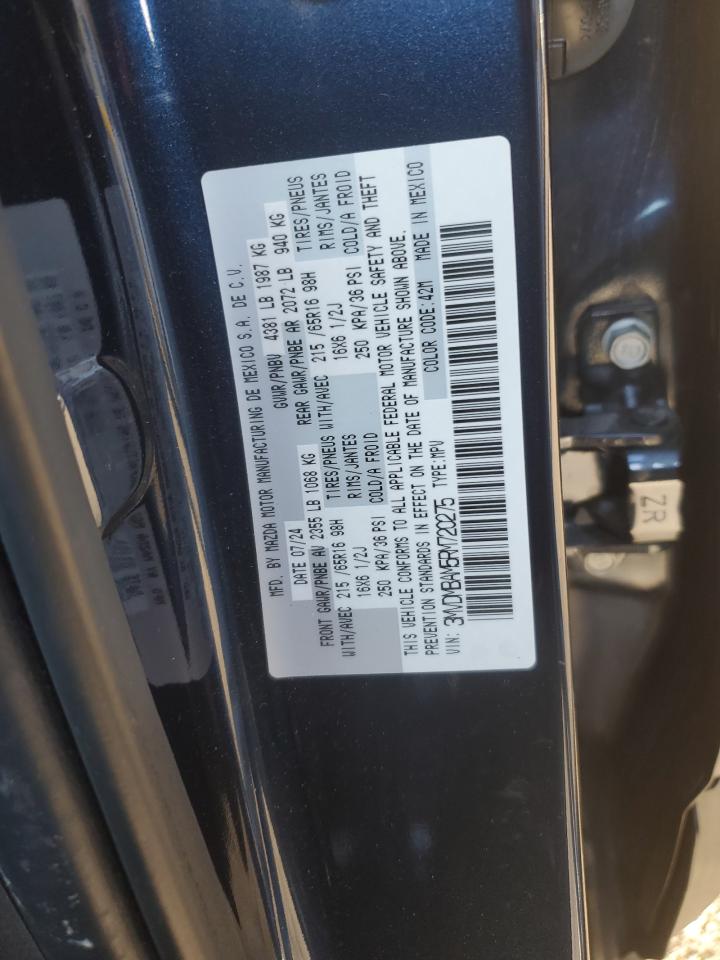 MFD. BY MAZDA MOTOR MANUFACTURING DE MEXICO S.A. DE C.V.
DATE 07/24 GVWR/PNBV 4381 LB 1987 KG
FRONT GAWR/PNBE AV 2355 LB 1068 KG REAR GAWR/PNBE AR 2072 LB 940 KG
WITH/AVEC 215 /65R16 98H TIRES/PNEUS WITH/AVEC 215 /65R16 98H TIRES/PNEUS
16X6 1/2J RIMS/JANTES 16X6 1/2J RIMS/JANTES
250 KPA/36 PSI COLD/A FROID 250 KPA/36 PSI COLD/A FROID
THIS VEHICLE CONFORMS TO ALL APPLICABLE FEDERAL MOTOR VEHICLE SAFETY AND THEFT
PREVENTION STANDARDS IN EFFECT ON THE DATE OF MANUFACTURE SHOWN ABOVE.
VIN: 3MVDMBAM5RM720275 TYPE:MPV COLOR CODE:42M MADE IN MEXICO
ZR